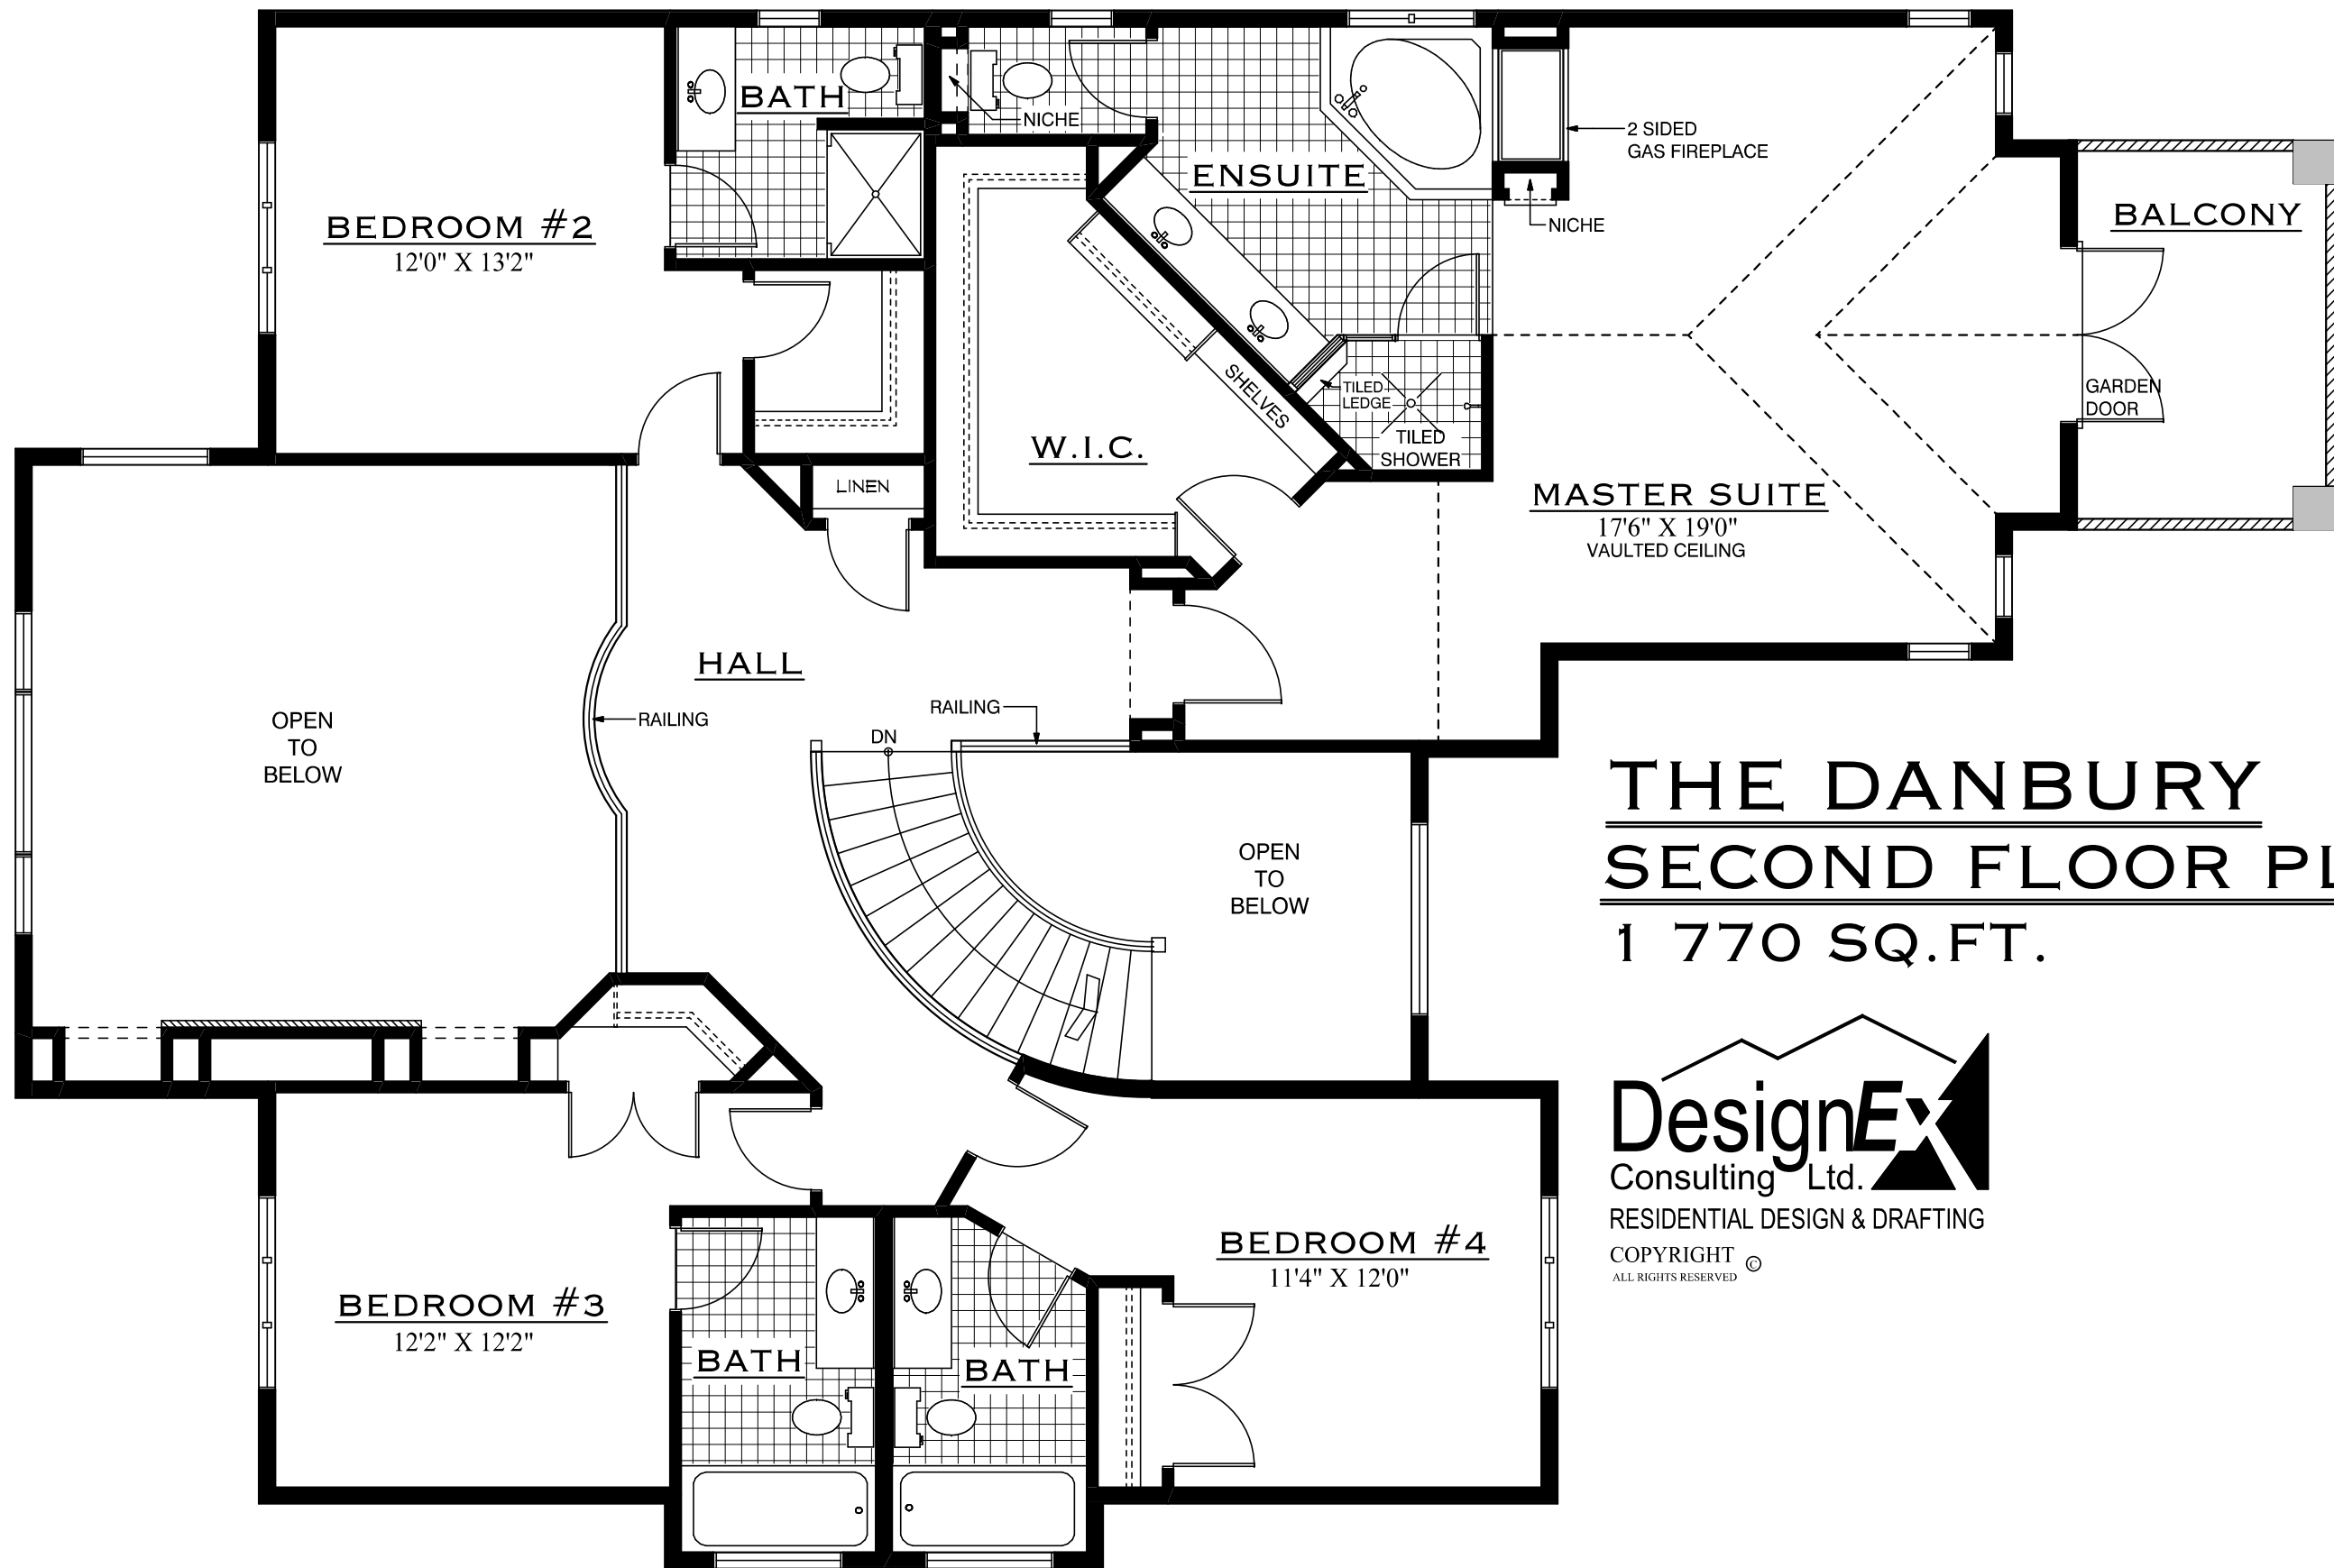 BATH
NICHE
2 SIDED
GAS FIREPLACE
ENSUITE
BEDROOM #2
12'0" X 13'2"
NICHE
BALCONY
SHELVES
TILED
LEDGE
GARDEN
DOOR
W.I.C.
TILED
SHOWER
LINEN
MASTER SUITE
17'6" X 19'0"
VAULTED CEILING
HALL
RAILING
RAILING
OPEN
TO
BELOW
DN
THE DANBURY
SECOND FLOOR PL
1 770 SQ.FT.
OPEN
TO
BELOW
DesignEx
Consulting Ltd.
RESIDENTIAL DESIGN & DRAFTING
COPYRIGHT ©
ALL RIGHTS RESERVED
BEDROOM #4
11'4" X 12'0"
BEDROOM #3
12'2" X 12'2"
BATH
BATH